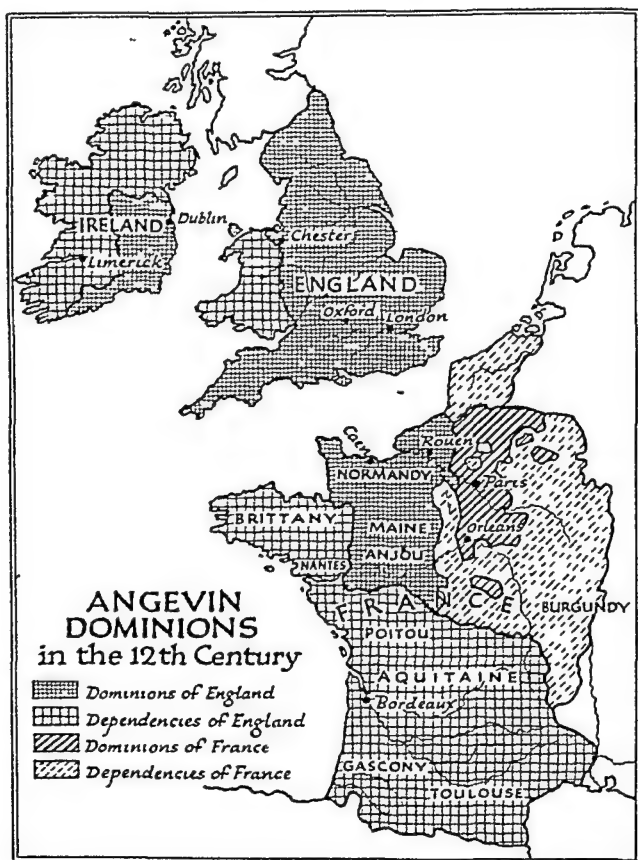 IRELAND
Dublin
Limerick
Chester
ENGLAND
Oxford
London
Caen
Rouen
NORMANDY
Paris
BRITTANY
MAINE
Orleans
ANJOU
NANTES
FRANCE
BURGUNDY
POITOU
AQUITAINE
Bordeaux
GASCONY
TOULOUSE
ANGEVIN
DOMINIONS
in the 12th Century
Dominions of England
Dependencies of England
Dominions of France
Dependencies of France